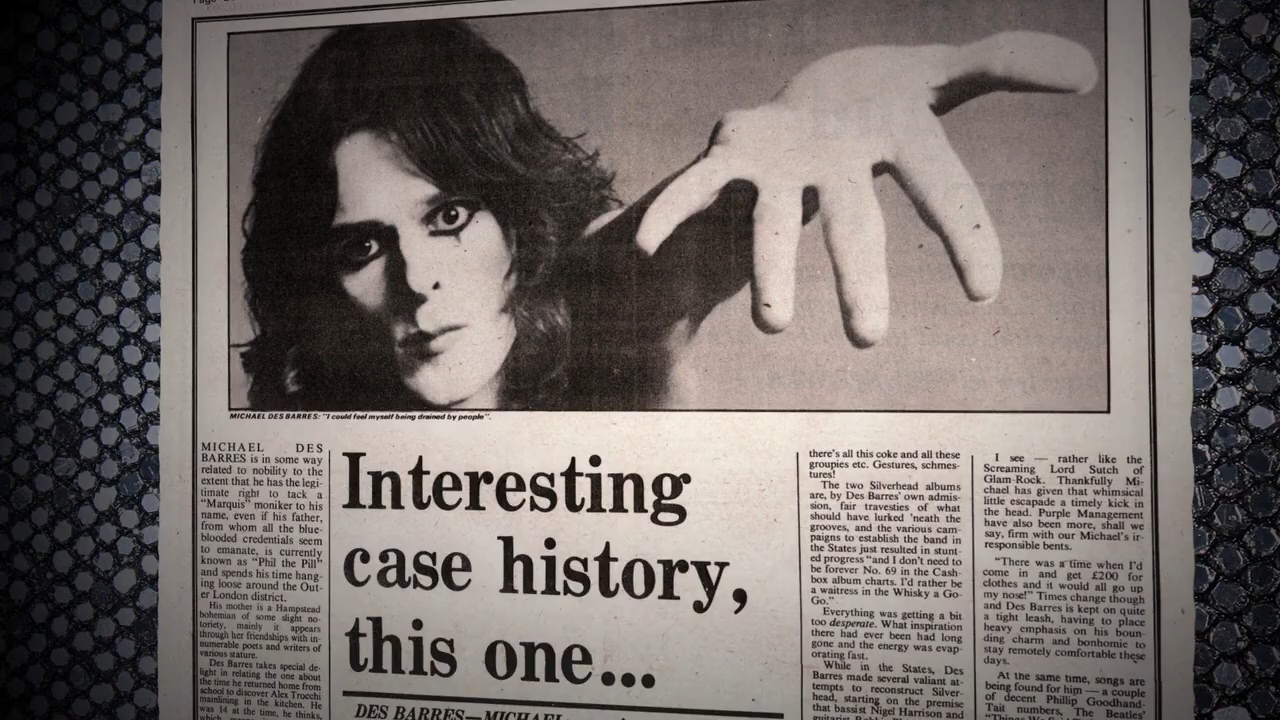 MICHAEL DES BARRES: "I could feel myself being drained by people".
MICHAEL DES
BARRES is in some way
related to nobility to the
extent that he has the legi-
timate right to tack a
"Marquis" moniker to his
name, even if his father,
from whom all the blue-
blooded credentials seem
to emanate, is currently
known as "Phil the Pill"
and spends his time hang-
ing loose around the Out-
er London district.
His mother is a Hampstead
bohemian of some slight no-
toriety, mainly it appears
through her friendships with in-
numerable poets and writers of
various stature.
Des Barres takes special de-
light in relating the one about
the time he returned home from
school to discover Alex Trocchi
mainlining in the kitchen. He
was 14 at the time, he thinks,
Interesting
case history,
this one...
DES BARRES—MICHAEL
there's all this coke and all these
groupies etc. Gestures, schmes-
tures!
The two Silverhead albums
are, by Des Barres' own admis-
sion, fair travesties of what
should have lurked 'neath the
grooves, and the various cam-
paigns to establish the band in
the States just resulted in stunt-
ed progress "and I don't need to
be forever No. 69 in the Cash-
box album charts. I'd rather be
a waitress in the Whisky a Go-
Go."
Everything was getting a bit
too desperate. What inspiration
there had ever been had long
gone and the energy was evap-
orating fast.
While in the States, Des
Barres made several valiant at-
tempts to reconstruct Silver-
head, starting on the premise
that bassist Nigel Harrison and
I see — rather like the
Screaming Lord Sutch of
Glam-Rock. Thankfully Mi-
chael has given that whimsical
little escapade a timely kick in
the head. Purple Management
have also been more, shall we
say, firm with our Michael's ir-
responsible bents.
"There was a time when I'd
come in and get £200 for
clothes and it would all go up
my nose!" Times change though
and Des Barres is kept on quite
a tight leash, having to place
heavy emphasis on his boun-
ding charm and bonhomie to
stay remotely comfortable these
days.
At the same time, songs are
being found for him — a couple
of decent Phillip Goodhand-
Tait numbers, The Beatles'